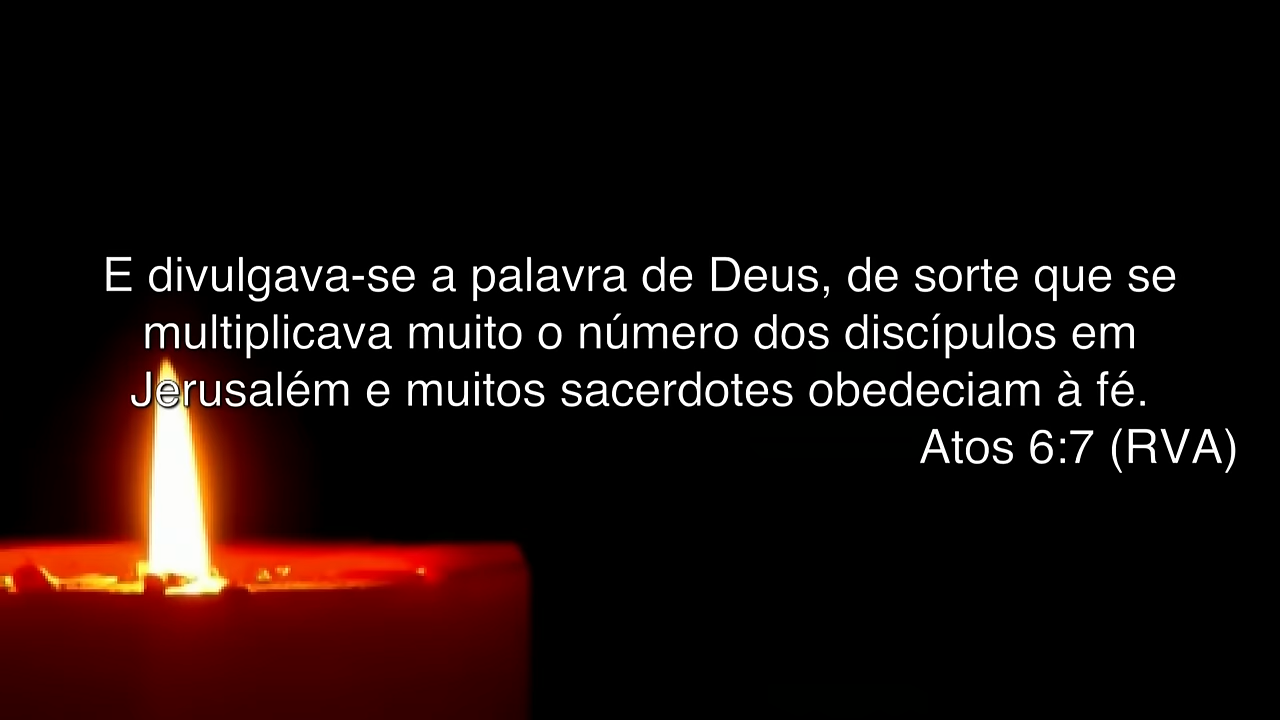 E divulgava-se a palavra de Deus, de sorte que se
multiplicava muito o número dos discípulos em
Jerusalém e muitos sacerdotes obedeciam à fé.
Atos 6:7 (RVA)